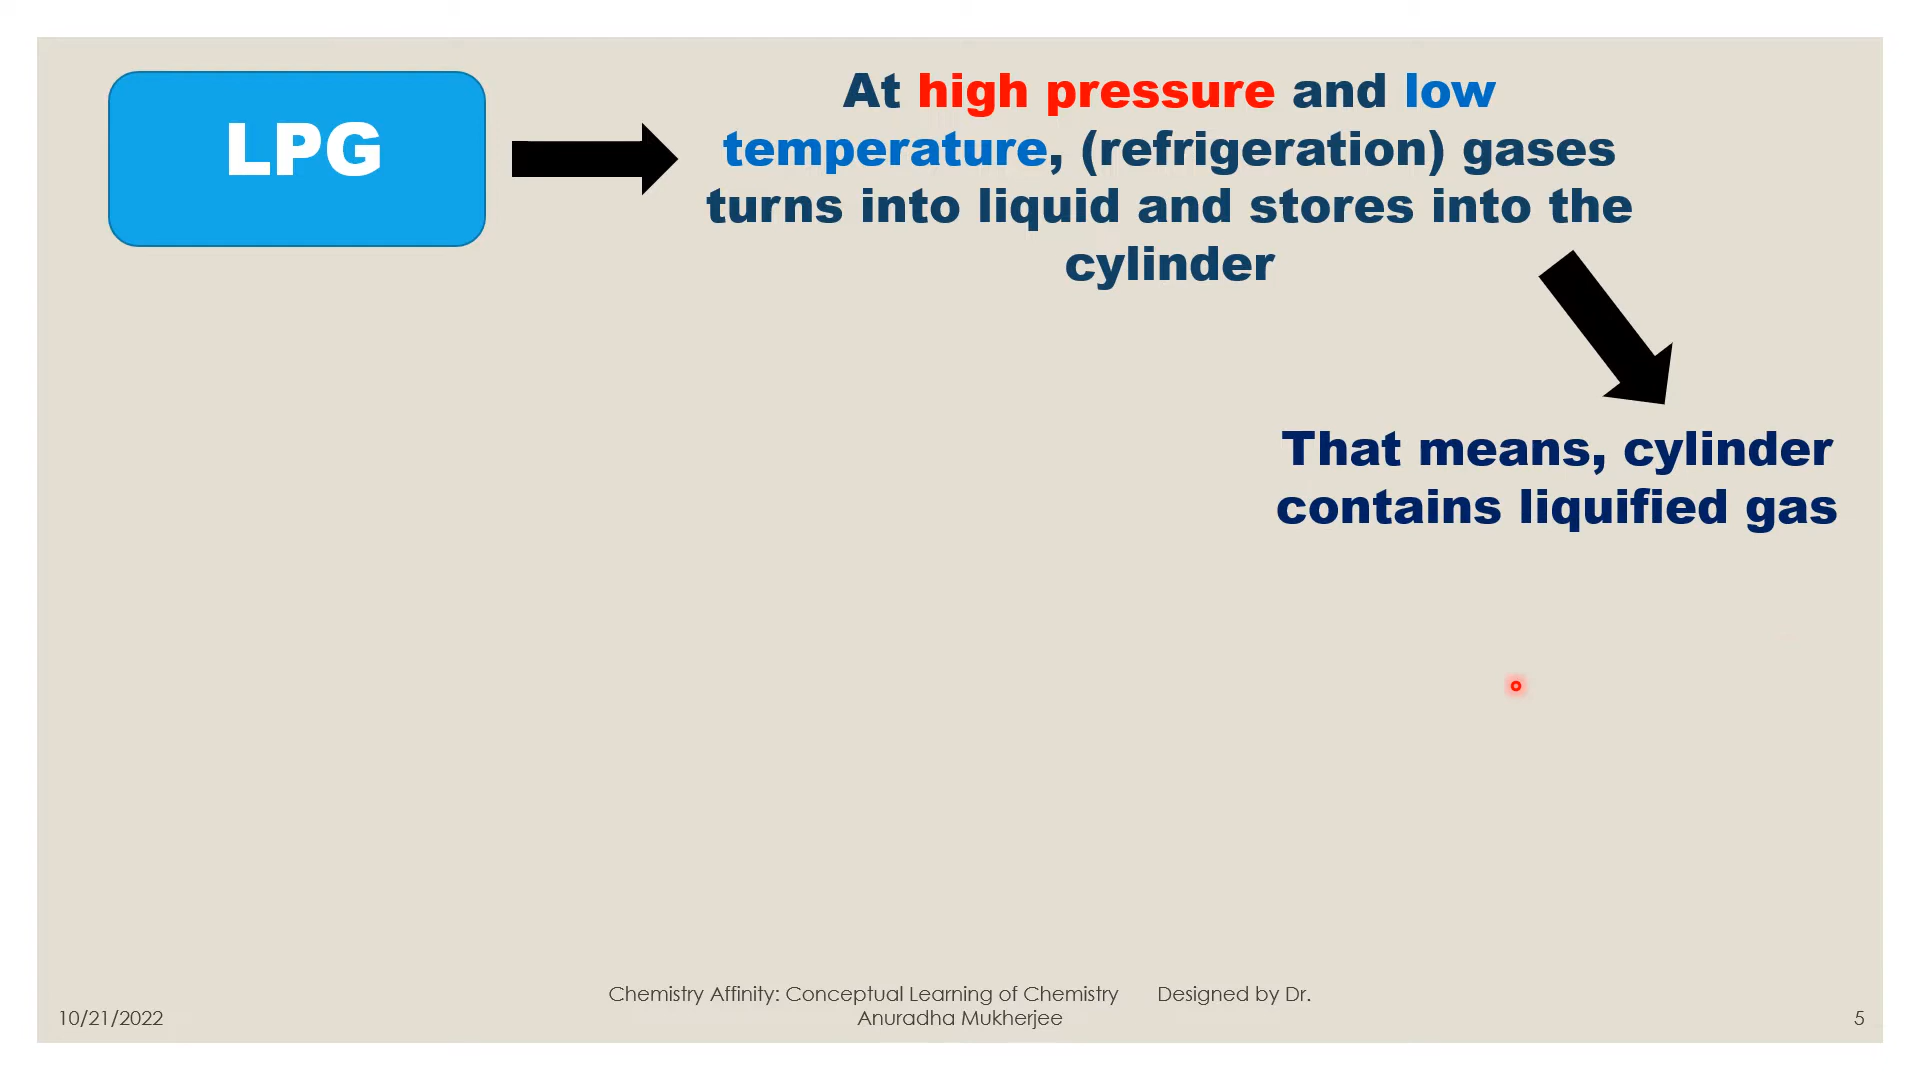 LPG
At high pressure and low
temperature, (refrigeration) gases
turns into liquid and stores into the
cylinder
That means, cylinder
contains liquified gas
Chemistry Affinity: Conceptual Learning of Chemistry Designed by Dr.
Anuradha Mukherjee
10/21/2022
5